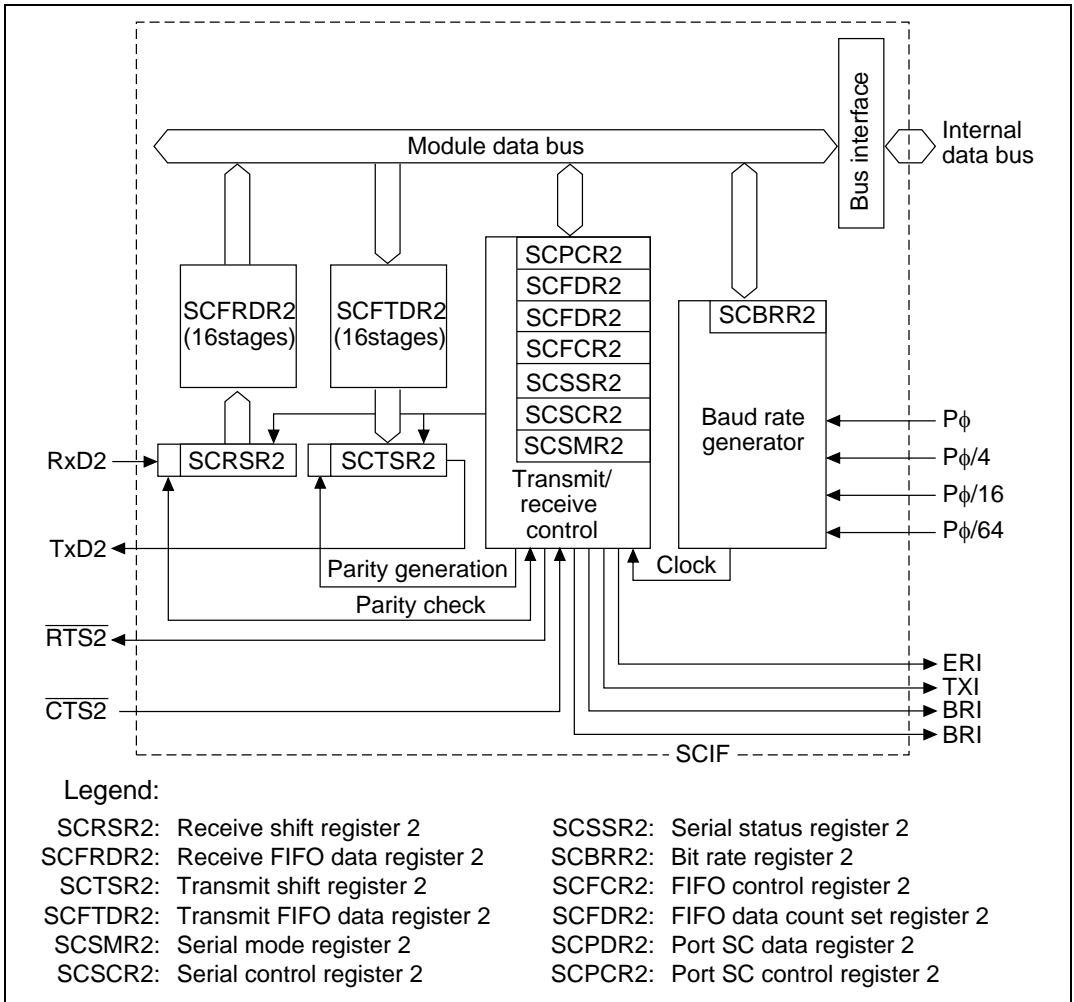 Module data bus
Bus interface
Internal
data bus
SCFRDR2
(16stages)
SCFTDR2
(16stages)
SCPCR2
SCFDR2
SCFDR2
SCFCR2
SCSSR2
SCSCR2
SCSMR2
Transmit/
receive
control
SCBRR2
Baud rate
generator
Pϕ
Pϕ/4
Pϕ/16
Pϕ/64
RxD2
SCRSR2
SCTSR2
TxD2
Parity generation
Parity check
Clock
RTS2
CTS2
ERI
TXI
BRI
BRI
SCIF
Legend:
SCRSR2: Receive shift register 2
SCFRDR2: Receive FIFO data register 2
SCTSR2: Transmit shift register 2
SCFTDR2: Transmit FIFO data register 2
SCSMR2: Serial mode register 2
SCSCR2: Serial control register 2
SCSSR2: Serial status register 2
SCBRR2: Bit rate register 2
SCFCR2: FIFO control register 2
SCFDR2: FIFO data count set register 2
SCPDR2: Port SC data register 2
SCPCR2: Port SC control register 2